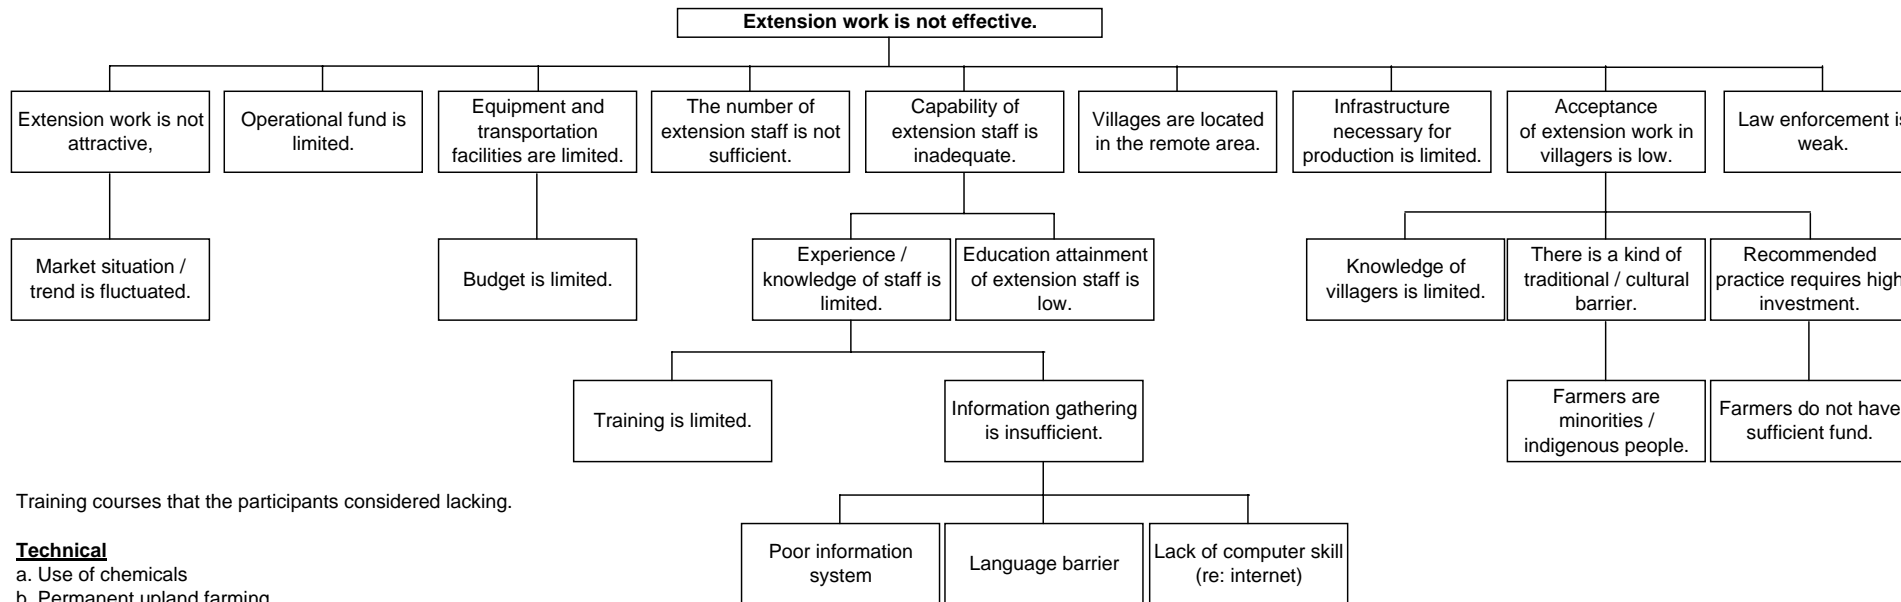 Extension work is not effective.
Extension work is not
attractive,
Operational fund is
limited.
Equipment and
transportation
facilities are limited.
The number of
extension staff is not
sufficient.
Capability of
extension staff is
inadequate.
Villages are located
in the remote area.
Infrastructure
necessary for
production is limited.
Acceptance
of extension work in
villagers is low.
Law enforcement is
weak.
Market situation /
trend is fluctuated.
Budget is limited.
Experience /
knowledge of staff is
limited.
Education attainment
of extension staff is
low.
Knowledge of
villagers is limited.
There is a kind of
traditional / cultural
barrier.
Recommended
practice requires high
investment.
Training is limited.
Information gathering
is insufficient.
Farmers are
minorities /
indigenous people.
Farmers do not have
sufficient fund.
Poor information
system
Language barrier
Lack of computer skill
(re: internet)
Training courses that the participants considered lacking.
Technical
a. Use of chemicals
b. Permanent upland farming